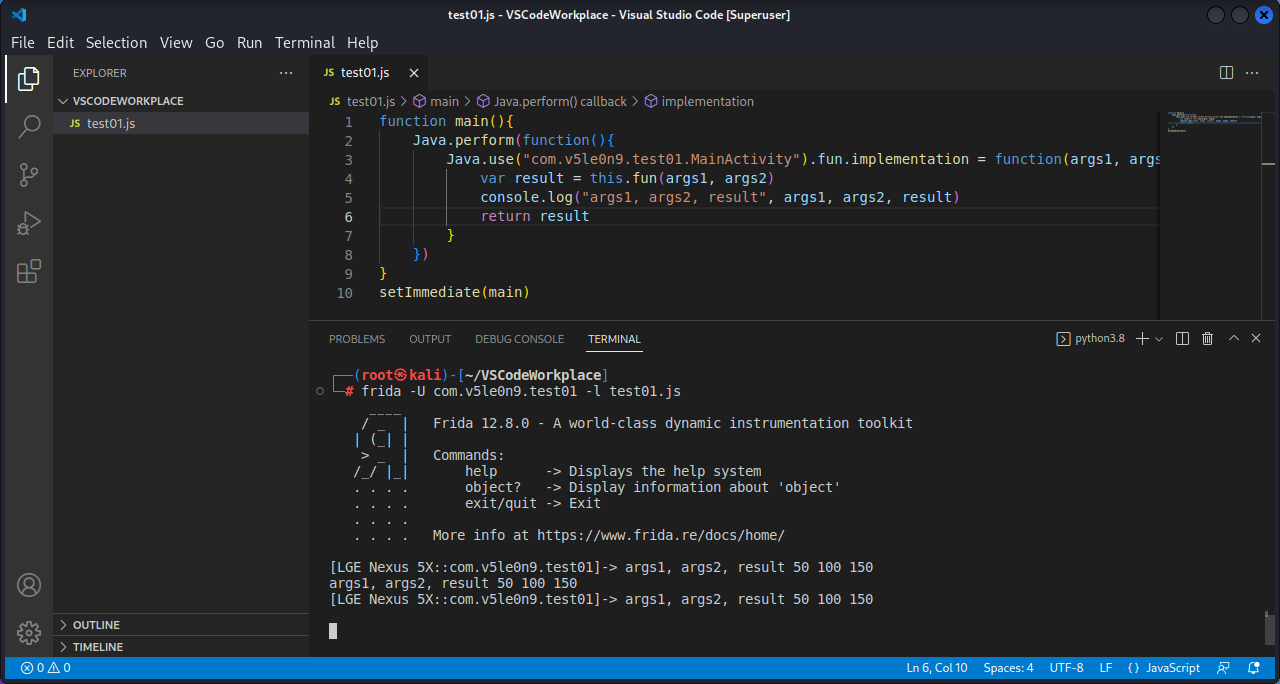 test01.js - VSCodeWorkplace - Visual Studio Code [Superuser]
File Edit Selection View Go Run Terminal Help
EXPLORER
VSCODEWORKPLACE
JS test01.js
OUTLINE
TIMELINE
JS test01.js
JS test01.js > main > Java.perform() callback > implementation
1 function main(){
2 Java.perform(function(){
3 Java.use("com.v5le0n9.test01.MainActivity").fun.implementation = function(args1, args
4 var result = this.fun(args1, args2)
5 console.log("args1, args2, result", args1, args2, result)
6 return result
7 }
8 })
9 }
10 setImmediate(main)
PROBLEMS OUTPUT DEBUG CONSOLE TERMINAL
python3.8
┌──(root㉿kali)-[~/VSCodeWorkplace]
└─# frida -U com.v5le0n9.test01 -l test01.js
     ____
    / _  |   Frida 12.8.0 - A world-class dynamic instrumentation toolkit
   | (_| |
    > _  |   Commands:
   /_/ |_|       help      -> Displays the help system
   . . . .       object?   -> Display information about 'object'
   . . . .       exit/quit -> Exit
   . . . .
   . . . .   More info at https://www.frida.re/docs/home/
[LGE Nexus 5X::com.v5le0n9.test01]-> args1, args2, result 50 100 150
args1, args2, result 50 100 150
[LGE Nexus 5X::com.v5le0n9.test01]-> args1, args2, result 50 100 150
0 0 Ln 6, Col 10 Spaces: 4 UTF-8 LF {} JavaScript